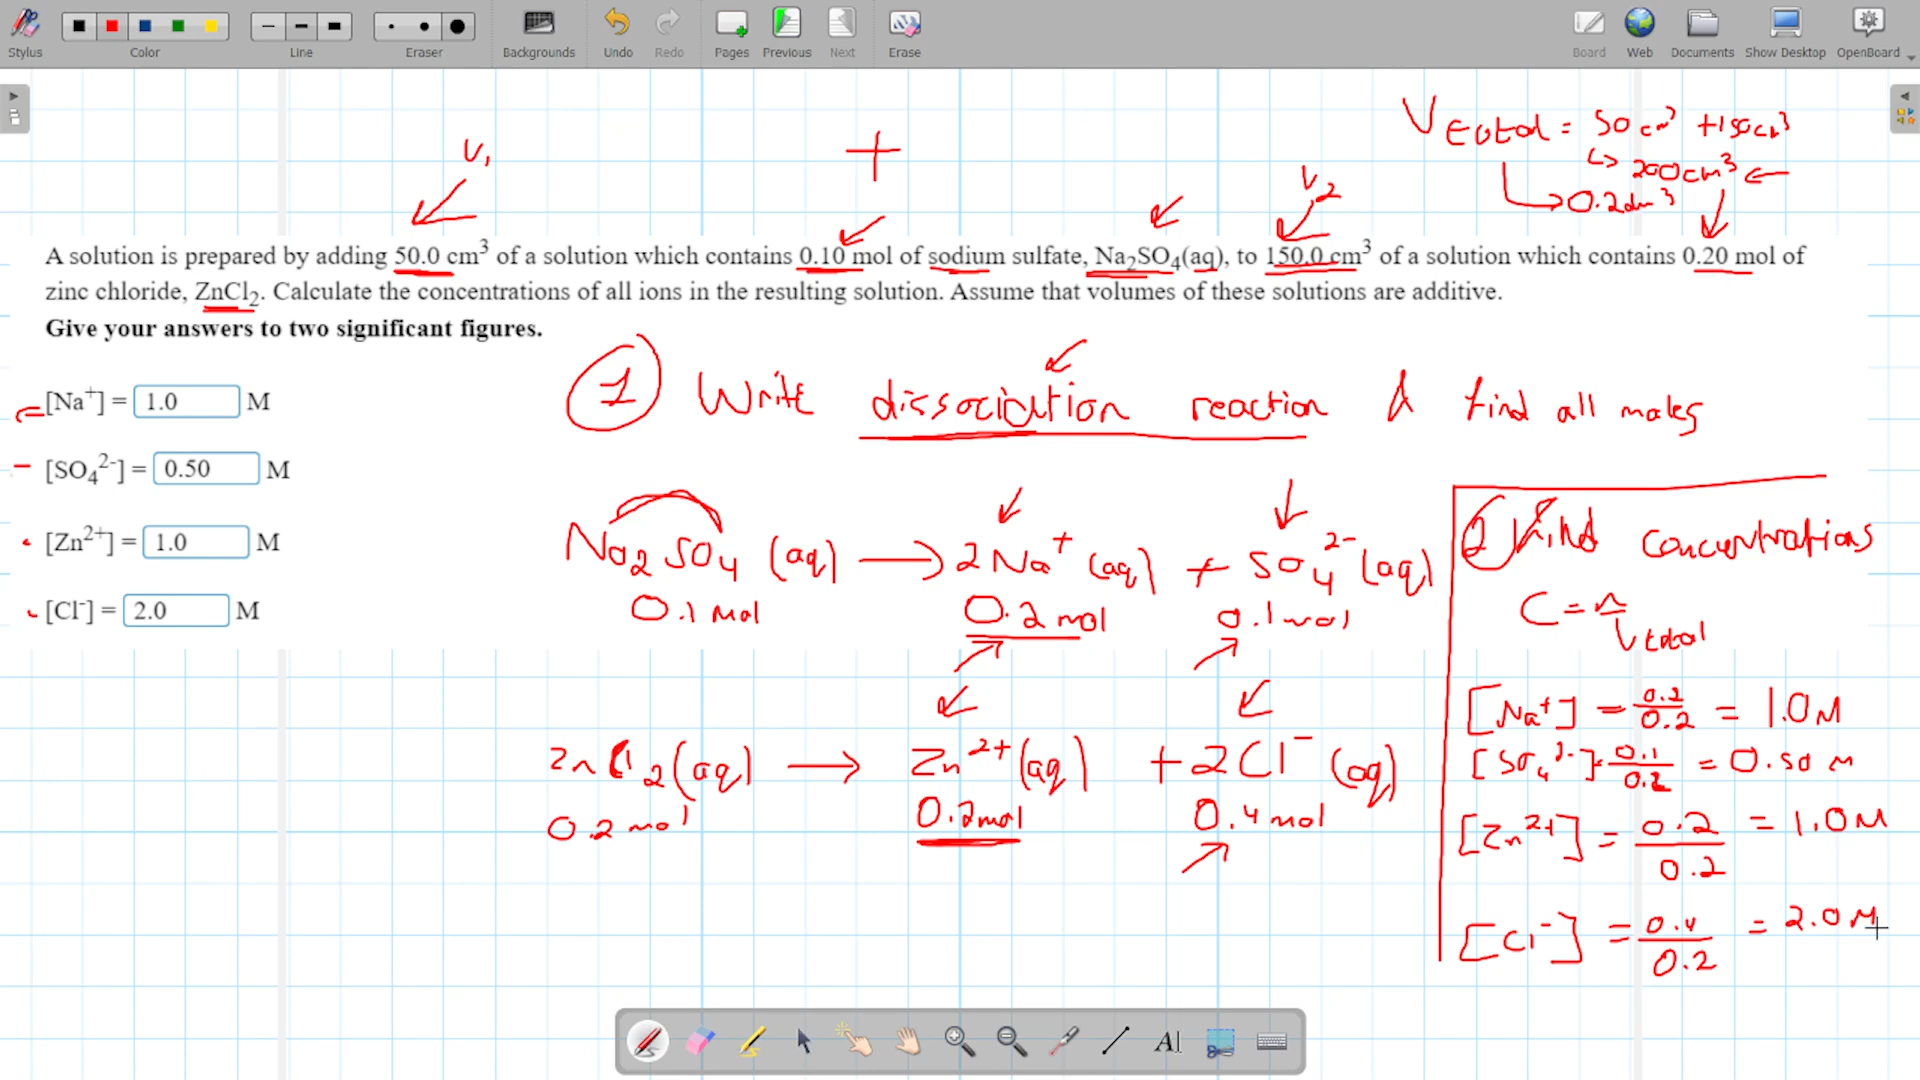 Stylus Color Line Eraser Backgrounds Undo Redo Pages Previous Next Erase Board Web Documents Show Desktop OpenBoard
V total = 50 cm³ + 150 cm³
↳ 200 cm³ ←
↳ 0.2 dm³
V₁
+
V₂
A solution is prepared by adding 50.0 cm³ of a solution which contains 0.10 mol of sodium sulfate, Na₂SO₄(aq), to 150.0 cm³ of a solution which contains 0.20 mol of
zinc chloride, ZnCl₂. Calculate the concentrations of all ions in the resulting solution. Assume that volumes of these solutions are additive.
Give your answers to two significant figures.
[Na⁺] = 1.0 M
[SO₄²⁻] = 0.50 M
[Zn²⁺] = 1.0 M
[Cl⁻] = 2.0 M
1 Write dissociation reaction & find all moles
Na₂SO₄ (aq) → 2Na⁺ (aq) + SO₄²⁻ (aq)
0.1 mol 0.2 mol 0.1 mol
ZnCl₂ (aq) → Zn²⁺ (aq) + 2Cl⁻ (aq)
0.2 mol 0.2 mol 0.4 mol
2 Find concentrations
C = n / V total
[Na⁺] = 0.2 / 0.2 = 1.0 M
[SO₄²⁻] = 0.1 / 0.2 = 0.50 M
[Zn²⁺] = 0.2 / 0.2 = 1.0 M
[Cl⁻] = 0.4 / 0.2 = 2.0 M
AI